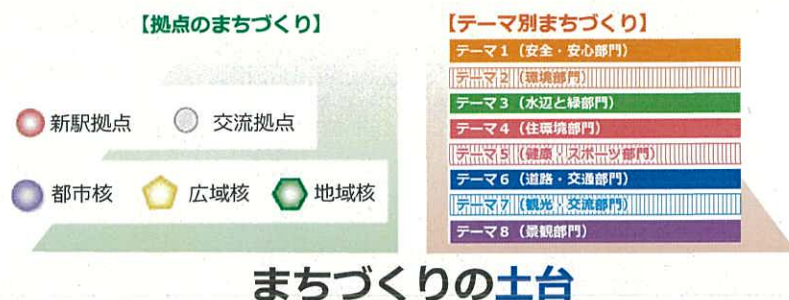 【拠点のまちづくり】
新駅拠点 交流拠点
都市核 広域核 地域核
【テーマ別まちづくり】
テーマ1（安全・安心部門）
テーマ2（環境部門）
テーマ3（水辺と緑部門）
テーマ4（住環境部門）
テーマ5（健康・スポーツ部門）
テーマ6（道路・交通部門）
テーマ7（観光・交流部門）
テーマ8（景観部門）
まちづくりの土台